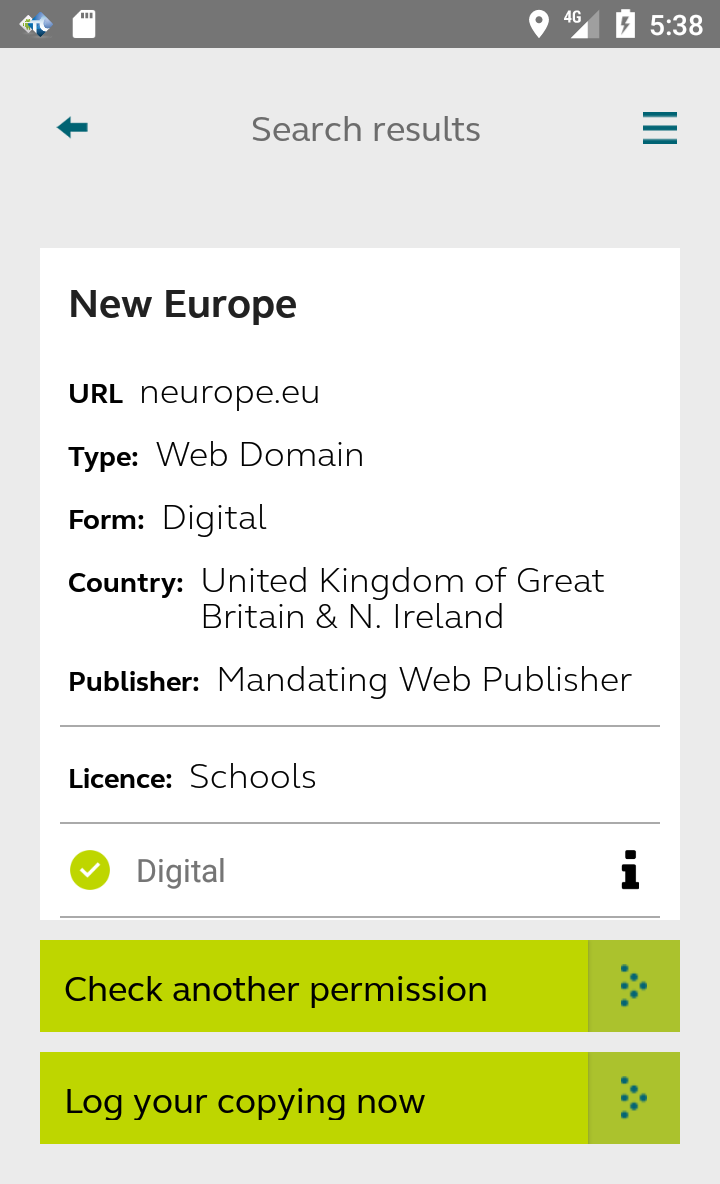 4G 5:38
Search results
New Europe
URL neurope.eu
Type: Web Domain
Form: Digital
Country: United Kingdom of Great
Britain & N. Ireland
Publisher: Mandating Web Publisher
Licence: Schools
Digital
Check another permission
Log your copying now